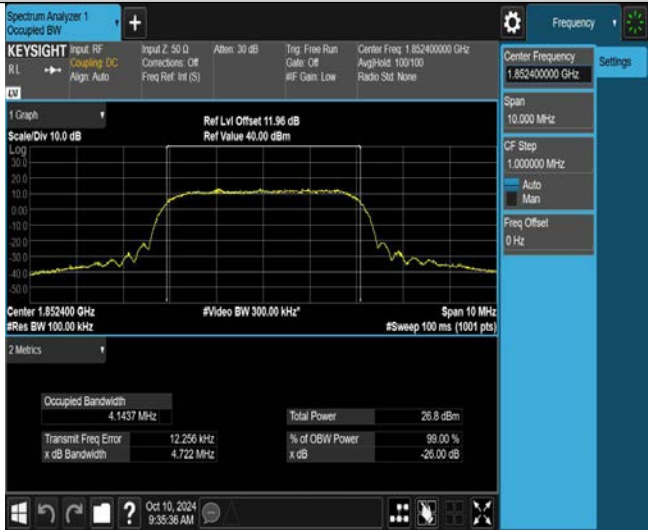 Spectrum Analyzer 1
Occupied BW
+
Frequency
KEYSIGHT
Input: RF
Coupling: DC
Align: Auto
Input Z: 50 Ω
Corrections: Off
Freq Ref: Int (S)
Atten: 30 dB
Trig: Free Run
Gate: Off
#IF Gain: Low
Center Freq: 1.852400000 GHz
Avg|Hold: 100/100
Radio Std: None
RL
LXI
Center Frequency
1.852400000 GHz
Settings
Span
10.000 MHz
CF Step
1.000000 MHz
Auto
Man
Freq Offset
0 Hz
1 Graph
Scale/Div 10.0 dB
Ref Lvl Offset 11.96 dB
Ref Value 40.00 dBm
Log
30.0
20.0
10.0
0.00
-10.0
-20.0
-30.0
-40.0
-50.0
Center 1.852400 GHz
#Video BW 300.00 kHz*
Span 10 MHz
#Res BW 100.00 kHz
#Sweep 100 ms (1001 pts)
2 Metrics
Occupied Bandwidth
4.1437 MHz
Total Power 26.8 dBm
Transmit Freq Error 12.256 kHz
% of OBW Power 99.00 %
x dB Bandwidth 4.722 MHz
x dB -26.00 dB
?
Oct 10, 2024
9:35:36 AM